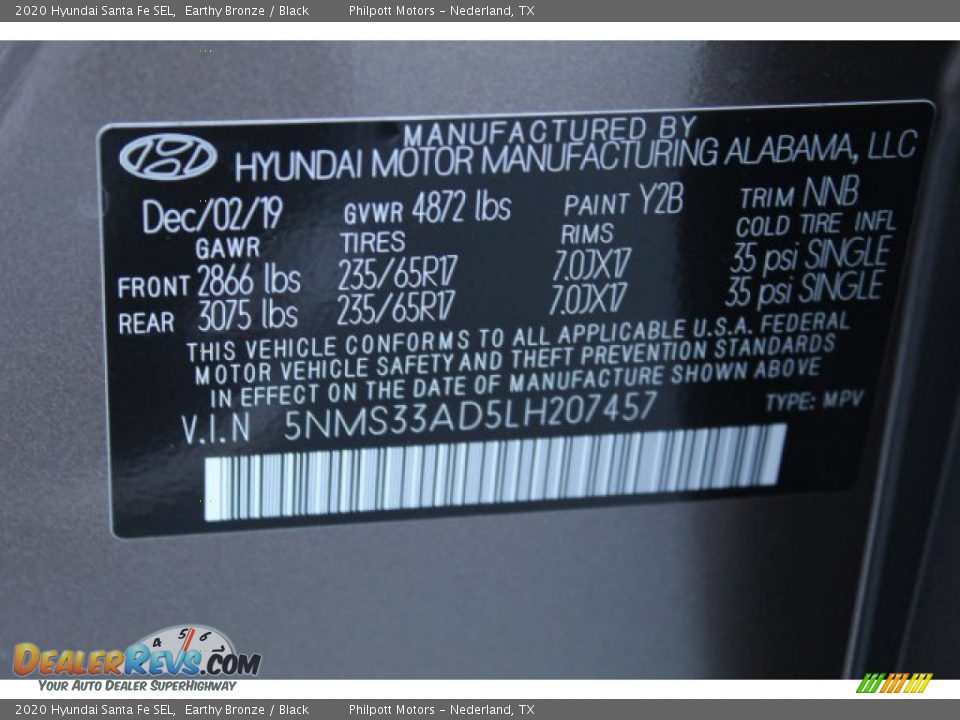 2020 Hyundai Santa Fe SEL, Earthy Bronze / Black Philpott Motors - Nederland, TX
MANUFACTURED BY
HYUNDAI MOTOR MANUFACTURING ALABAMA, LLC
Dec/02/19 GVWR 4872 lbs PAINT Y2B TRIM NNB
GAWR TIRES RIMS COLD TIRE INFL
FRONT 2866 lbs 235/65R17 7.0JX17 35 psi SINGLE
REAR 3075 lbs 235/65R17 7.0JX17 35 psi SINGLE
THIS VEHICLE CONFORMS TO ALL APPLICABLE U.S.A. FEDERAL
MOTOR VEHICLE SAFETY AND THEFT PREVENTION STANDARDS
IN EFFECT ON THE DATE OF MANUFACTURE SHOWN ABOVE
V.I.N 5NMS33AD5LH207457 TYPE: MPV
4 5 6 7
DEALERREVS.COM
YOUR AUTO DEALER SUPERHIGHWAY
2020 Hyundai Santa Fe SEL, Earthy Bronze / Black Philpott Motors - Nederland, TX